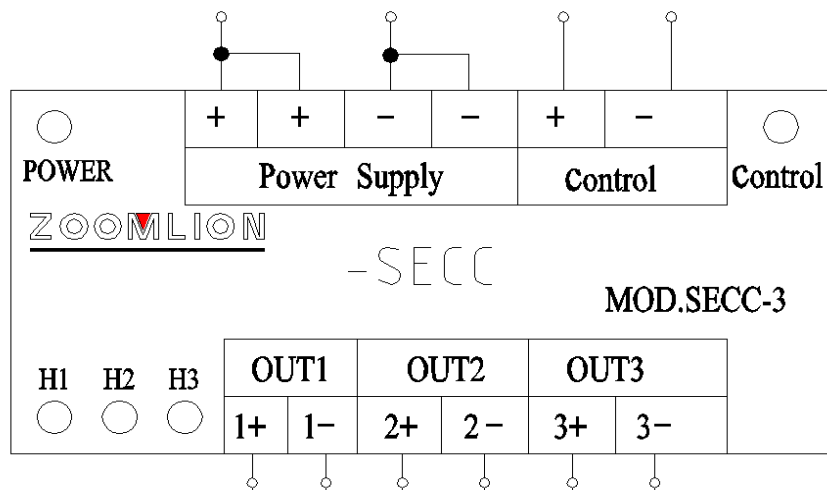 + + - - + -
POWER Power Supply Control Control
ZOOMLION
-SECC
MOD.SECC-3
H1 H2 H3 OUT1 OUT2 OUT3
1+ 1- 2+ 2- 3+ 3-